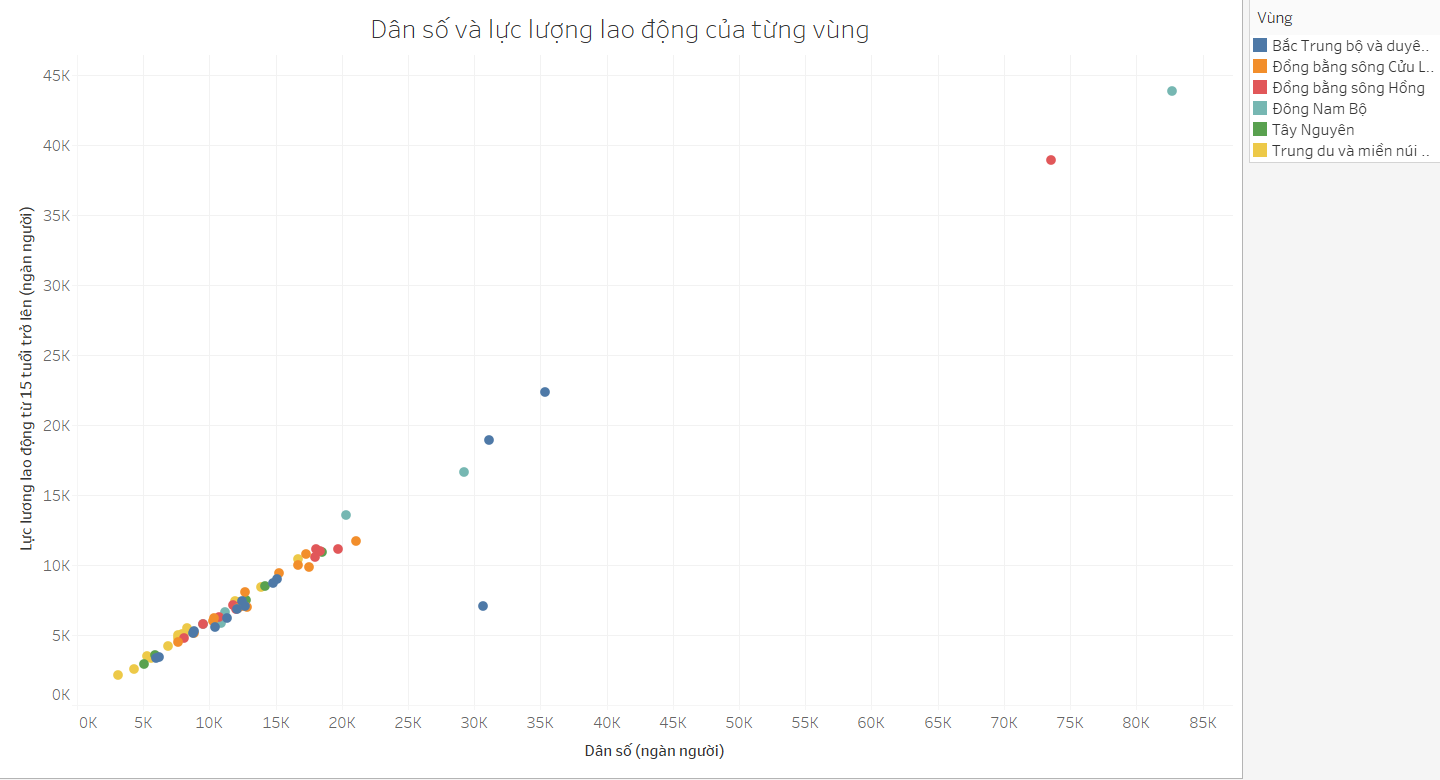 Dân số và lực lượng lao động của từng vùng
Vùng
Bắc Trung bộ và duyê..
Đồng bằng sông Cửu L..
Đồng bằng sông Hồng
Đông Nam Bộ
Tây Nguyên
Trung du và miền núi ..
Lực lương lao động từ 15 tuổi trở lên (ngàn người)
45K
40K
35K
30K
25K
20K
15K
10K
5K
0K
0K 5K 10K 15K 20K 25K 30K 35K 40K 45K 50K 55K 60K 65K 70K 75K 80K 85K
Dân số (ngàn người)